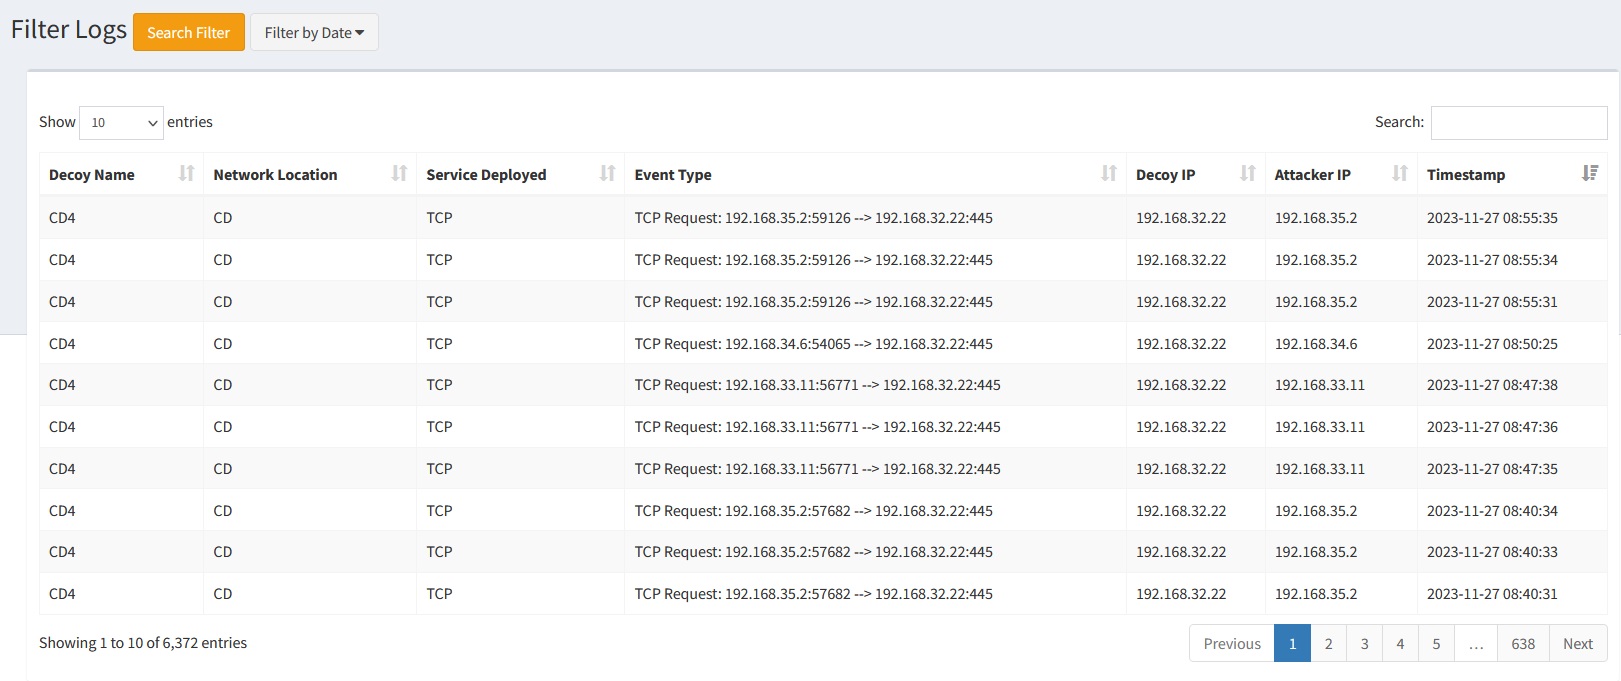 Filter Logs Search Filter Filter by Date
Show 10 entries Search:
Decoy Name Network Location Service Deployed Event Type Decoy IP Attacker IP Timestamp
CD4 CD TCP TCP Request: 192.168.35.2:59126 --> 192.168.32.22:445 192.168.32.22 192.168.35.2 2023-11-27 08:55:35
CD4 CD TCP TCP Request: 192.168.35.2:59126 --> 192.168.32.22:445 192.168.32.22 192.168.35.2 2023-11-27 08:55:34
CD4 CD TCP TCP Request: 192.168.35.2:59126 --> 192.168.32.22:445 192.168.32.22 192.168.35.2 2023-11-27 08:55:31
CD4 CD TCP TCP Request: 192.168.34.6:54065 --> 192.168.32.22:445 192.168.32.22 192.168.34.6 2023-11-27 08:50:25
CD4 CD TCP TCP Request: 192.168.33.11:56771 --> 192.168.32.22:445 192.168.32.22 192.168.33.11 2023-11-27 08:47:38
CD4 CD TCP TCP Request: 192.168.33.11:56771 --> 192.168.32.22:445 192.168.32.22 192.168.33.11 2023-11-27 08:47:36
CD4 CD TCP TCP Request: 192.168.33.11:56771 --> 192.168.32.22:445 192.168.32.22 192.168.33.11 2023-11-27 08:47:35
CD4 CD TCP TCP Request: 192.168.35.2:57682 --> 192.168.32.22:445 192.168.32.22 192.168.35.2 2023-11-27 08:40:34
CD4 CD TCP TCP Request: 192.168.35.2:57682 --> 192.168.32.22:445 192.168.32.22 192.168.35.2 2023-11-27 08:40:33
CD4 CD TCP TCP Request: 192.168.35.2:57682 --> 192.168.32.22:445 192.168.32.22 192.168.35.2 2023-11-27 08:40:31
Showing 1 to 10 of 6,372 entries Previous 1 2 3 4 5 … 638 Next